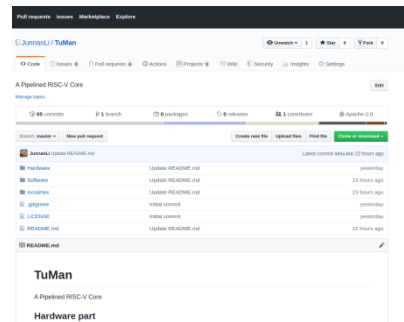 Pull requests Issues Marketplace Explore
JunnanLi / TuMan
Unwatch 1 Star 0 Fork 0
Code Issues 0 Pull requests 0 Actions Projects 0 Wiki Security Insights Settings
A Pipelined RISC-V Core Edit
Manage topics
65 commits 1 branch 0 packages 0 releases 1 contributor Apache-2.0
Branch: master New pull request Create new file Upload files Find file Clone or download
JunnanLi Update README.md Latest commit 22 hours ago
Hardware Update README.md yesterday
Software Update README.md 23 hours ago
Update README.md 23 hours ago
.gitignore Initial commit yesterday
LICENSE Initial commit yesterday
README.md Update README.md 23 hours ago
README.md
TuMan
A Pipelined RISC-V Core
Hardware part